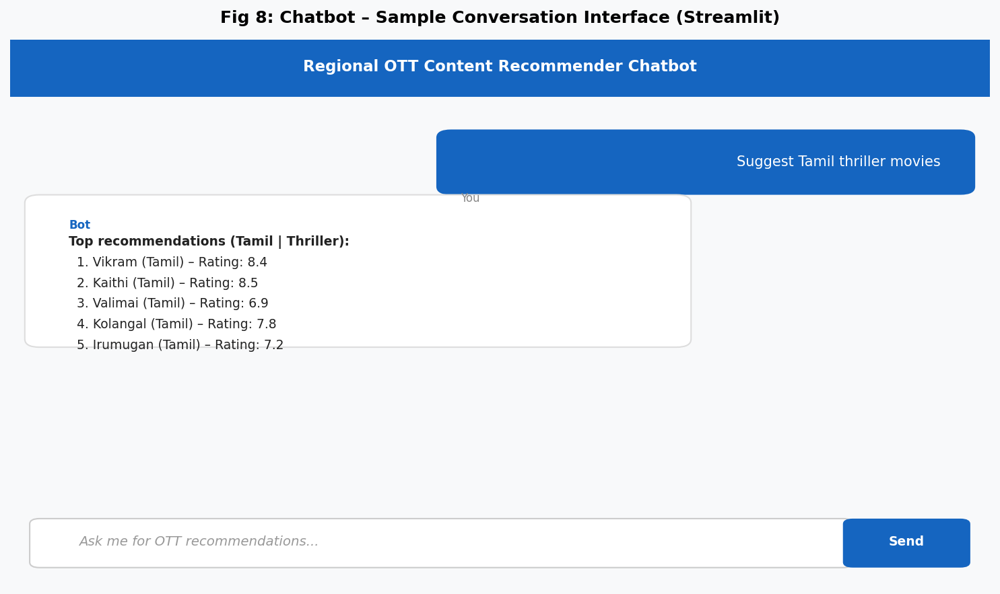 Fig 8: Chatbot – Sample Conversation Interface (Streamlit)
Regional OTT Content Recommender Chatbot
Suggest Tamil thriller movies
You
Bot
Top recommendations (Tamil | Thriller):
1. Vikram (Tamil) – Rating: 8.4
2. Kaithi (Tamil) – Rating: 8.5
3. Valimai (Tamil) – Rating: 6.9
4. Kolangal (Tamil) – Rating: 7.8
5. Irumugan (Tamil) – Rating: 7.2
Ask me for OTT recommendations...
Send